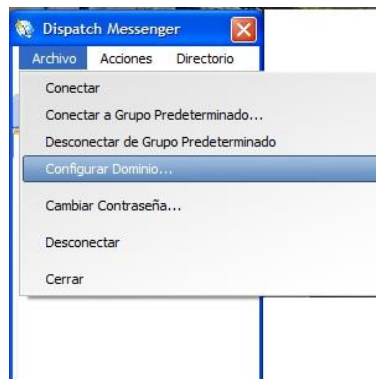 Dispatch Messenger
Archivo Acciones Directorio
Conectar
Conectar a Grupo Predeterminado...
Desconectar de Grupo Predeterminado
Configurar Dominio...
Cambiar Contraseña...
Desconectar
Cerrar